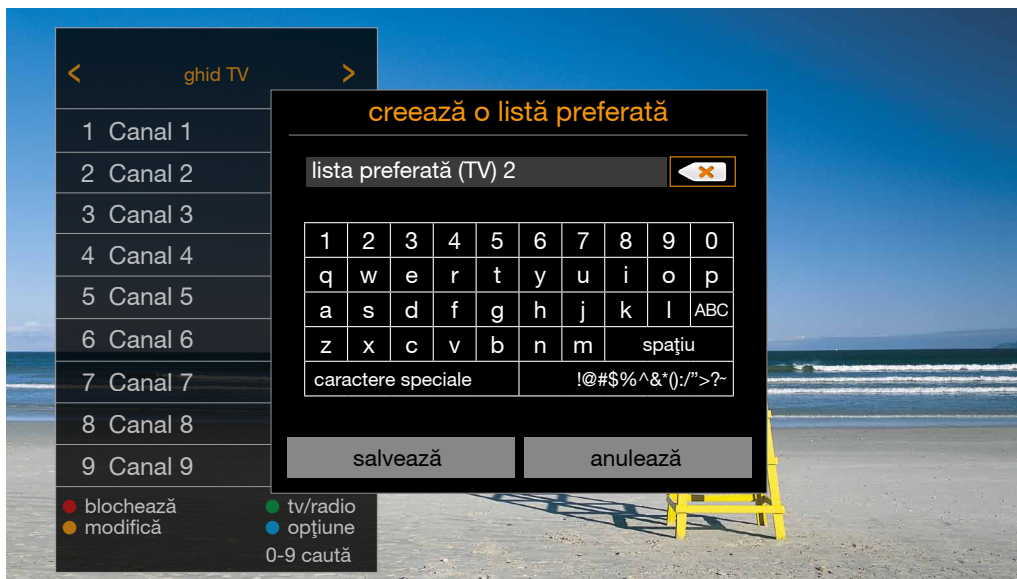 < ghid TV >
1 Canal 1
2 Canal 2
3 Canal 3
4 Canal 4
5 Canal 5
6 Canal 6
7 Canal 7
8 Canal 8
9 Canal 9
blochează tv/radio
modifică opţiune
0-9 caută
creează o listă preferată
lista preferată (TV) 2
1 2 3 4 5 6 7 8 9 0
q w e r t y u i o p
a s d f g h j k l ABC
z x c v b n m spaţiu
caractere speciale !@#$%^&*():/”>?~
salvează anulează